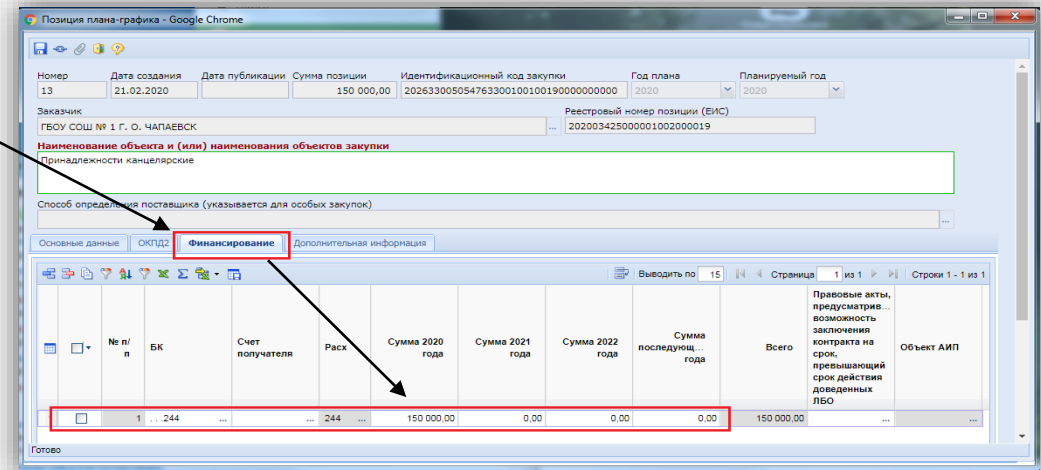 Позиция плана-графика - Google Chrome
Номер Дата создания Дата публикации Сумма позиции Идентификационный код закупки Год плана Планируемый год
13 21.02.2020 150 000,00 202633005054763300100100190000000000 2020 2020
Заказчик Реестровый номер позиции (ЕИС)
ГБОУ СОШ № 1 Г. О. ЧАПАЕВСК ... 202003425000001002000019
Наименование объекта и (или) наименования объектов закупки
Принадлежности канцелярские
Способ определения поставщика (указывается для особых закупок)
...
Основные данные ОКПД2 Финансирование Дополнительная информация
Выводить по 15 Страница 1 из 1 Строки 1 - 1 из 1
№ п/п БК Счет получателя Расх Сумма 2020 года Сумма 2021 года Сумма 2022 года Сумма последующ... года Всего Правовые акты, предусматрив... возможность заключения контракта на срок, превышающий срок действия доведенных ЛБО Объект АИП
1 . . .244 ... ... 244 ... 150 000,00 0,00 0,00 0,00 150 000,00 ... ...
Готово